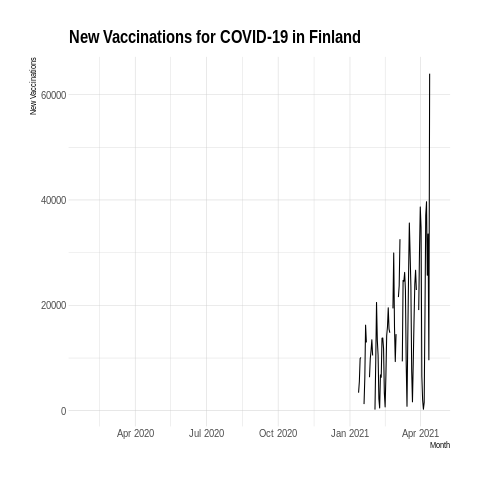 New Vaccinations for COVID-19 in Finland
New Vaccinations
60000
40000
20000
0
Apr 2020 Jul 2020 Oct 2020 Jan 2021 Apr 2021
Month